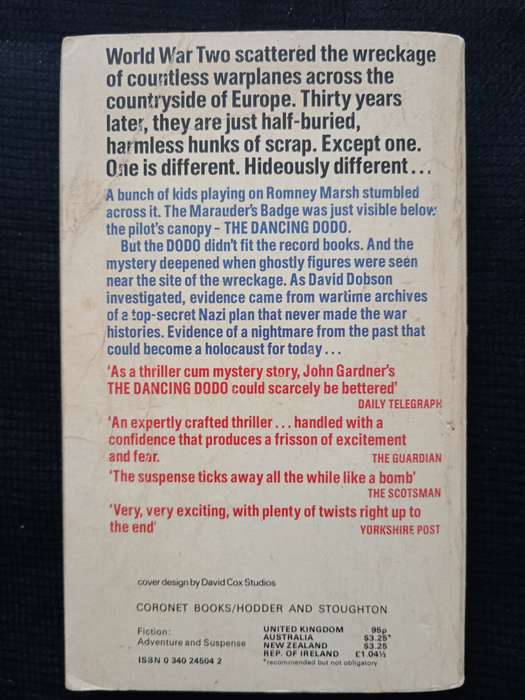 World War Two scattered the wreckage
of countless warplanes across the
countryside of Europe. Thirty years
later, they are just half-buried,
harmless hunks of scrap. Except one.
One is different. Hideously different...
A bunch of kids playing on Romney Marsh stumbled
across it. The Marauder's Badge was just visible below
the pilot's canopy - THE DANCING DODO.
But the DODO didn't fit the record books. And the
mystery deepened when ghostly figures were seen
near the site of the wreckage. As David Dobson
investigated, evidence came from wartime archives
of a top-secret Nazi plan that never made the war
histories. Evidence of a nightmare from the past that
could become a holocaust for today...
'As a thriller cum mystery story, John Gardner's
THE DANCING DODO could scarcely be bettered'
DAILY TELEGRAPH
'An expertly crafted thriller... handled with a
confidence that produces a frisson of excitement
and fear. THE GUARDIAN
'The suspense ticks away all the while like a bomb'
THE SCOTSMAN
'Very, very exciting, with plenty of twists right up to
the end' YORKSHIRE POST
cover design by David Cox Studios
CORONET BOOKS/HODDER AND STOUGHTON
Fiction:
Adventure and Suspense
ISBN 0 340 24504 2
UNITED KINGDOM 95p
AUSTRALIA $3.25*
NEW ZEALAND $3.25
REP. OF IRELAND £1.04½
*recommended but not obligatory